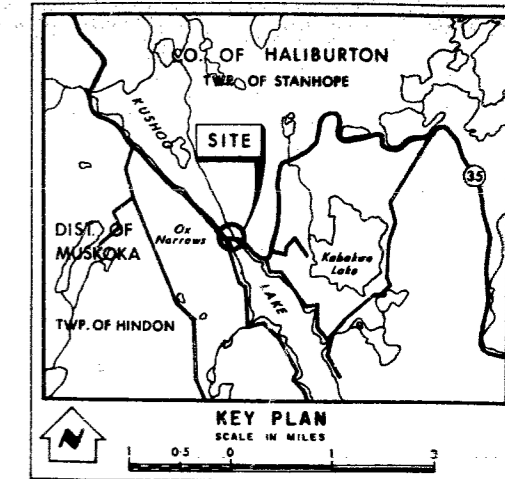 CO. OF HALIBURTON
TWP. OF STANHOPE
KUSHOG
SITE
35
DIST. OF
MUSKOKA
Ox
Narrows
Kabakwa
Lake
LAKE
TWP. OF HINDON
N
KEY PLAN
SCALE IN MILES
1 0·5 0 1 2